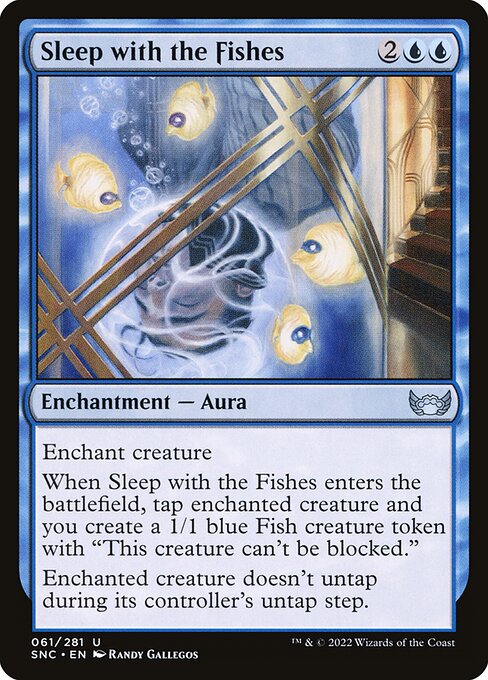 Sleep with the Fishes 2
Enchantment — Aura
Enchant creature
When Sleep with the Fishes enters the
battlefield, tap enchanted creature and
you create a 1/1 blue Fish creature token
with “This creature can’t be blocked.”
Enchanted creature doesn’t untap
during its controller’s untap step.
061/281 U
SNC • EN Randy Gallegos
™ & © 2022 Wizards of the Coast